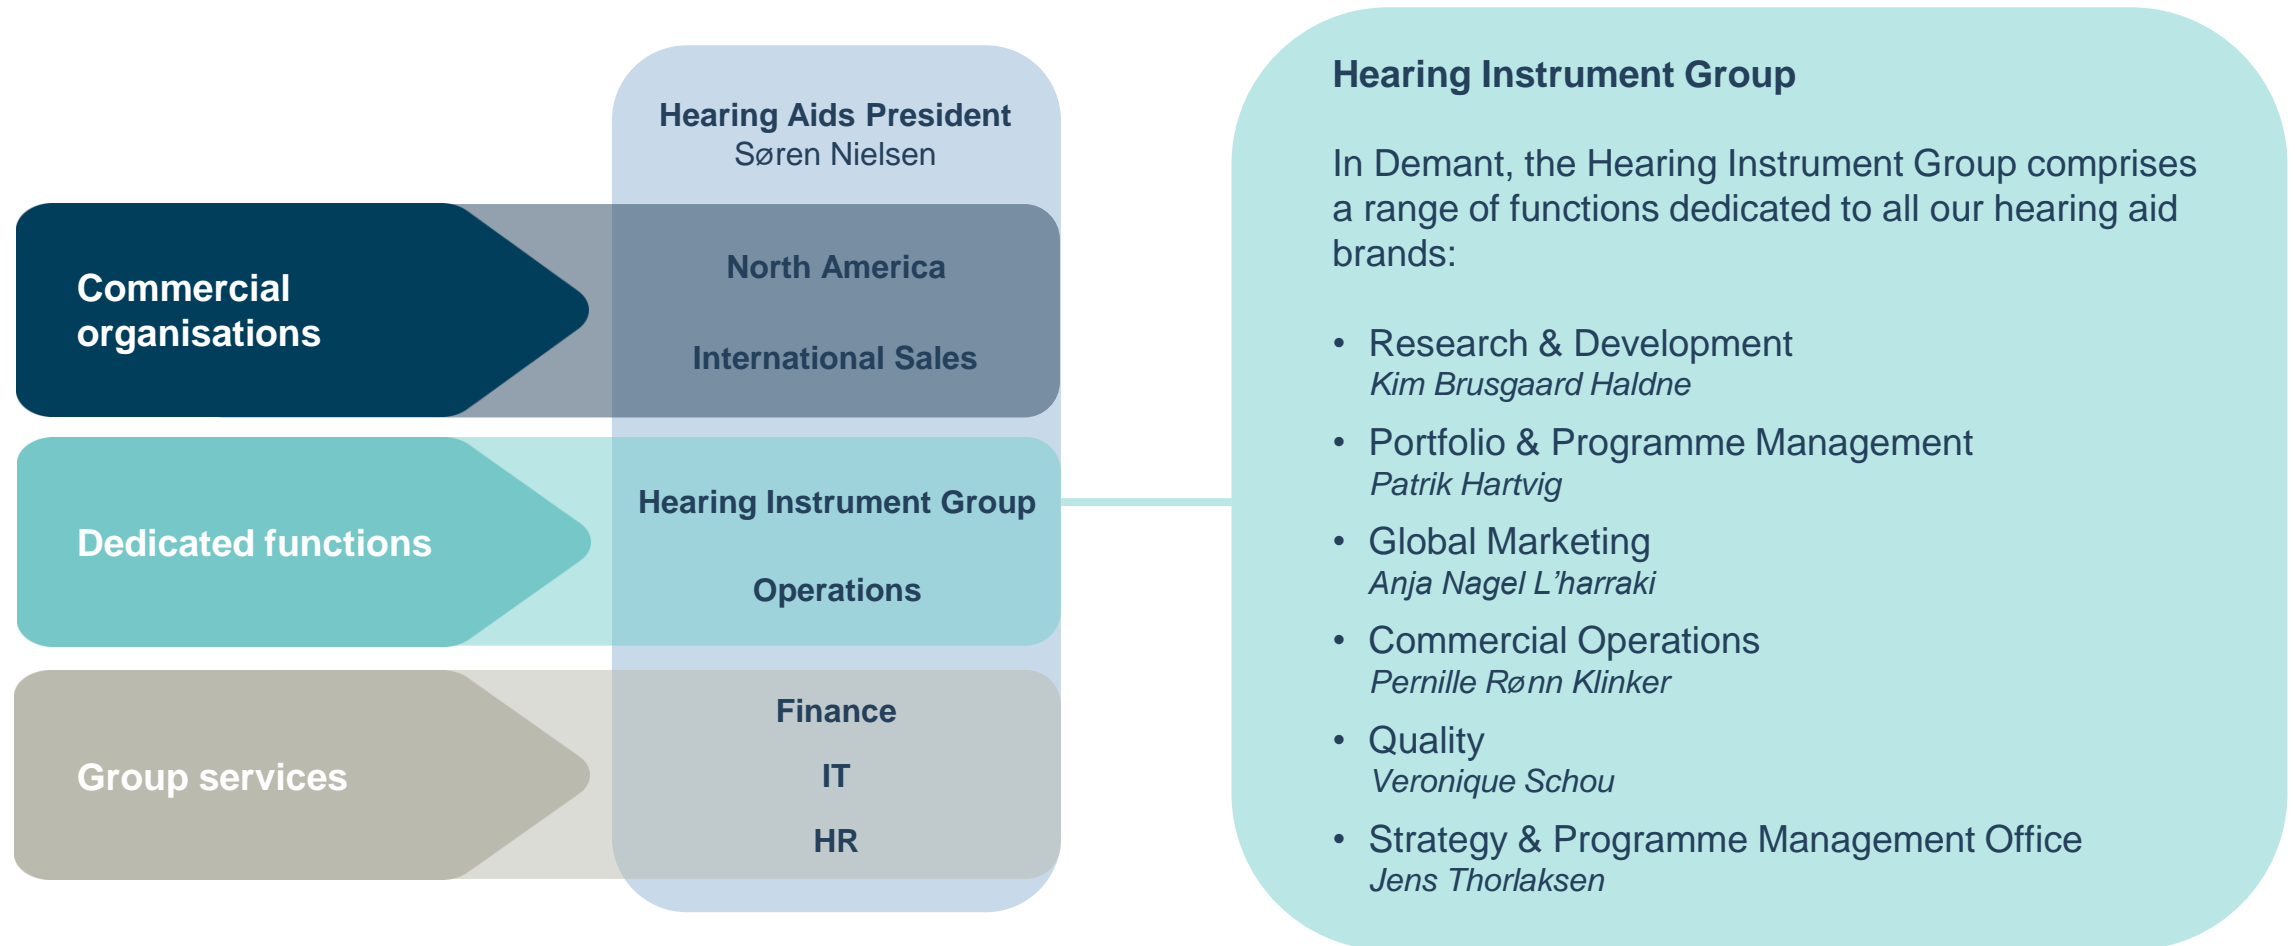 Hearing Aids President
Søren Nielsen
Commercial
organisations
North America
International Sales
Dedicated functions
Hearing Instrument Group
Operations
Group services
Finance
IT
HR
Hearing Instrument Group
In Demant, the Hearing Instrument Group comprises
a range of functions dedicated to all our hearing aid
brands:
• Research & Development
Kim Brusgaard Haldne
• Portfolio & Programme Management
Patrik Hartvig
• Global Marketing
Anja Nagel L’harraki
• Commercial Operations
Pernille Rønn Klinker
• Quality
Veronique Schou
• Strategy & Programme Management Office
Jens Thorlaksen